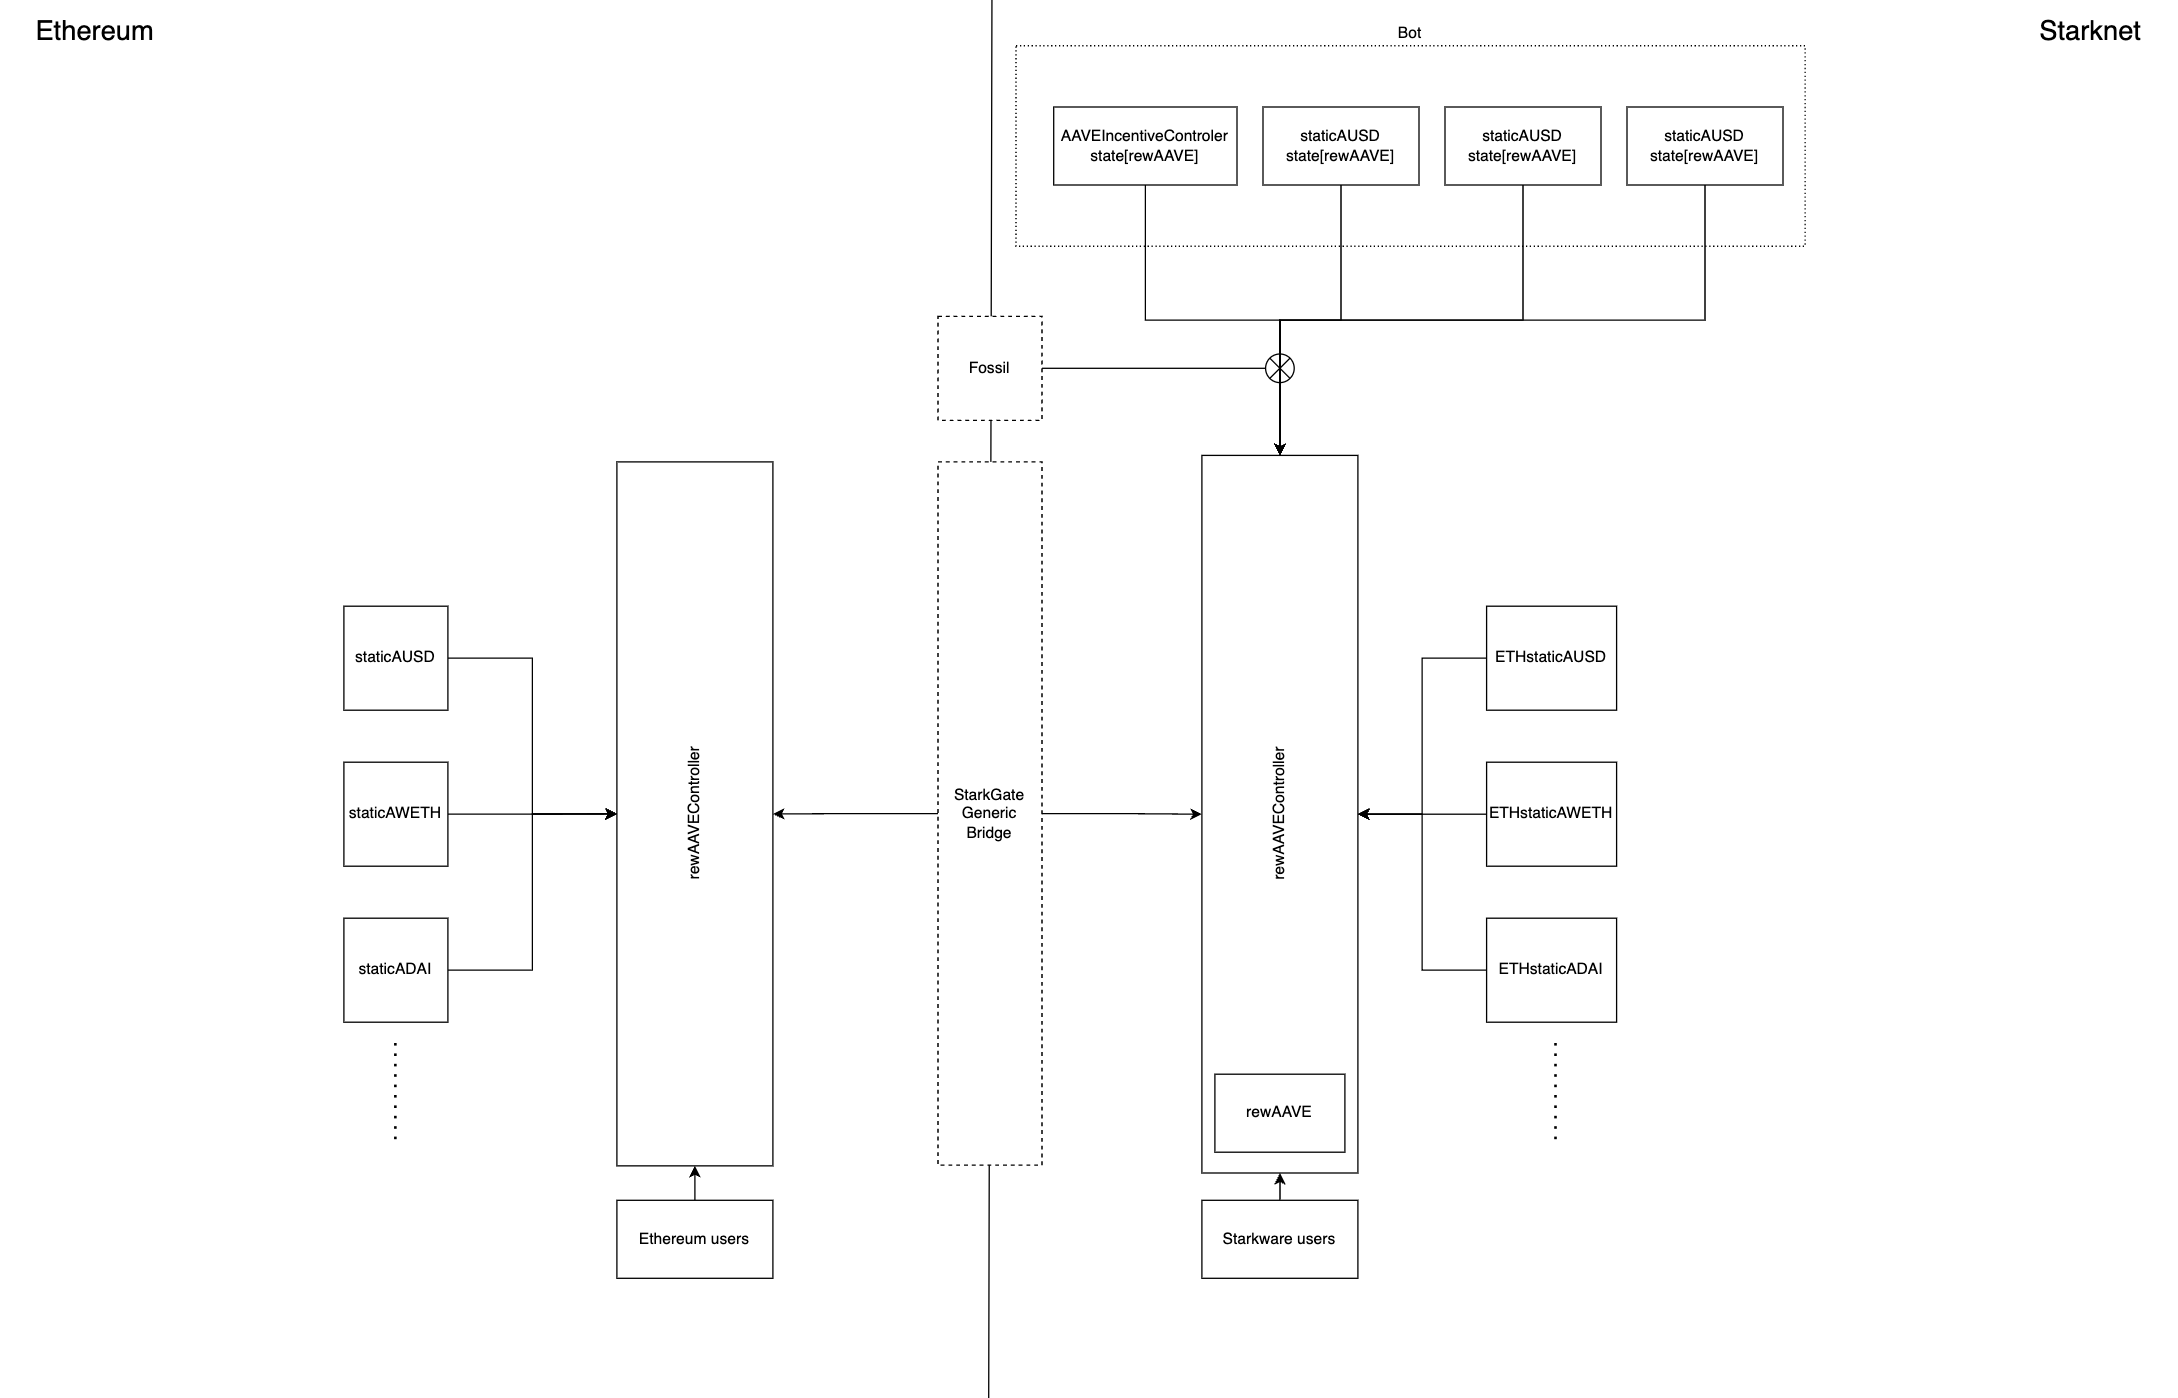 Ethereum
Starknet
Bot
AAVEIncentiveControler
state[rewAAVE]
staticAUSD
state[rewAAVE]
staticAUSD
state[rewAAVE]
staticAUSD
state[rewAAVE]
Fossil
staticAUSD
staticAWETH
staticADAI
rewAAVEController
StarkGate
Generic
Bridge
rewAAVEController
ETHstaticAUSD
ETHstaticAWETH
ETHstaticADAI
rewAAVE
Ethereum users
Starkware users